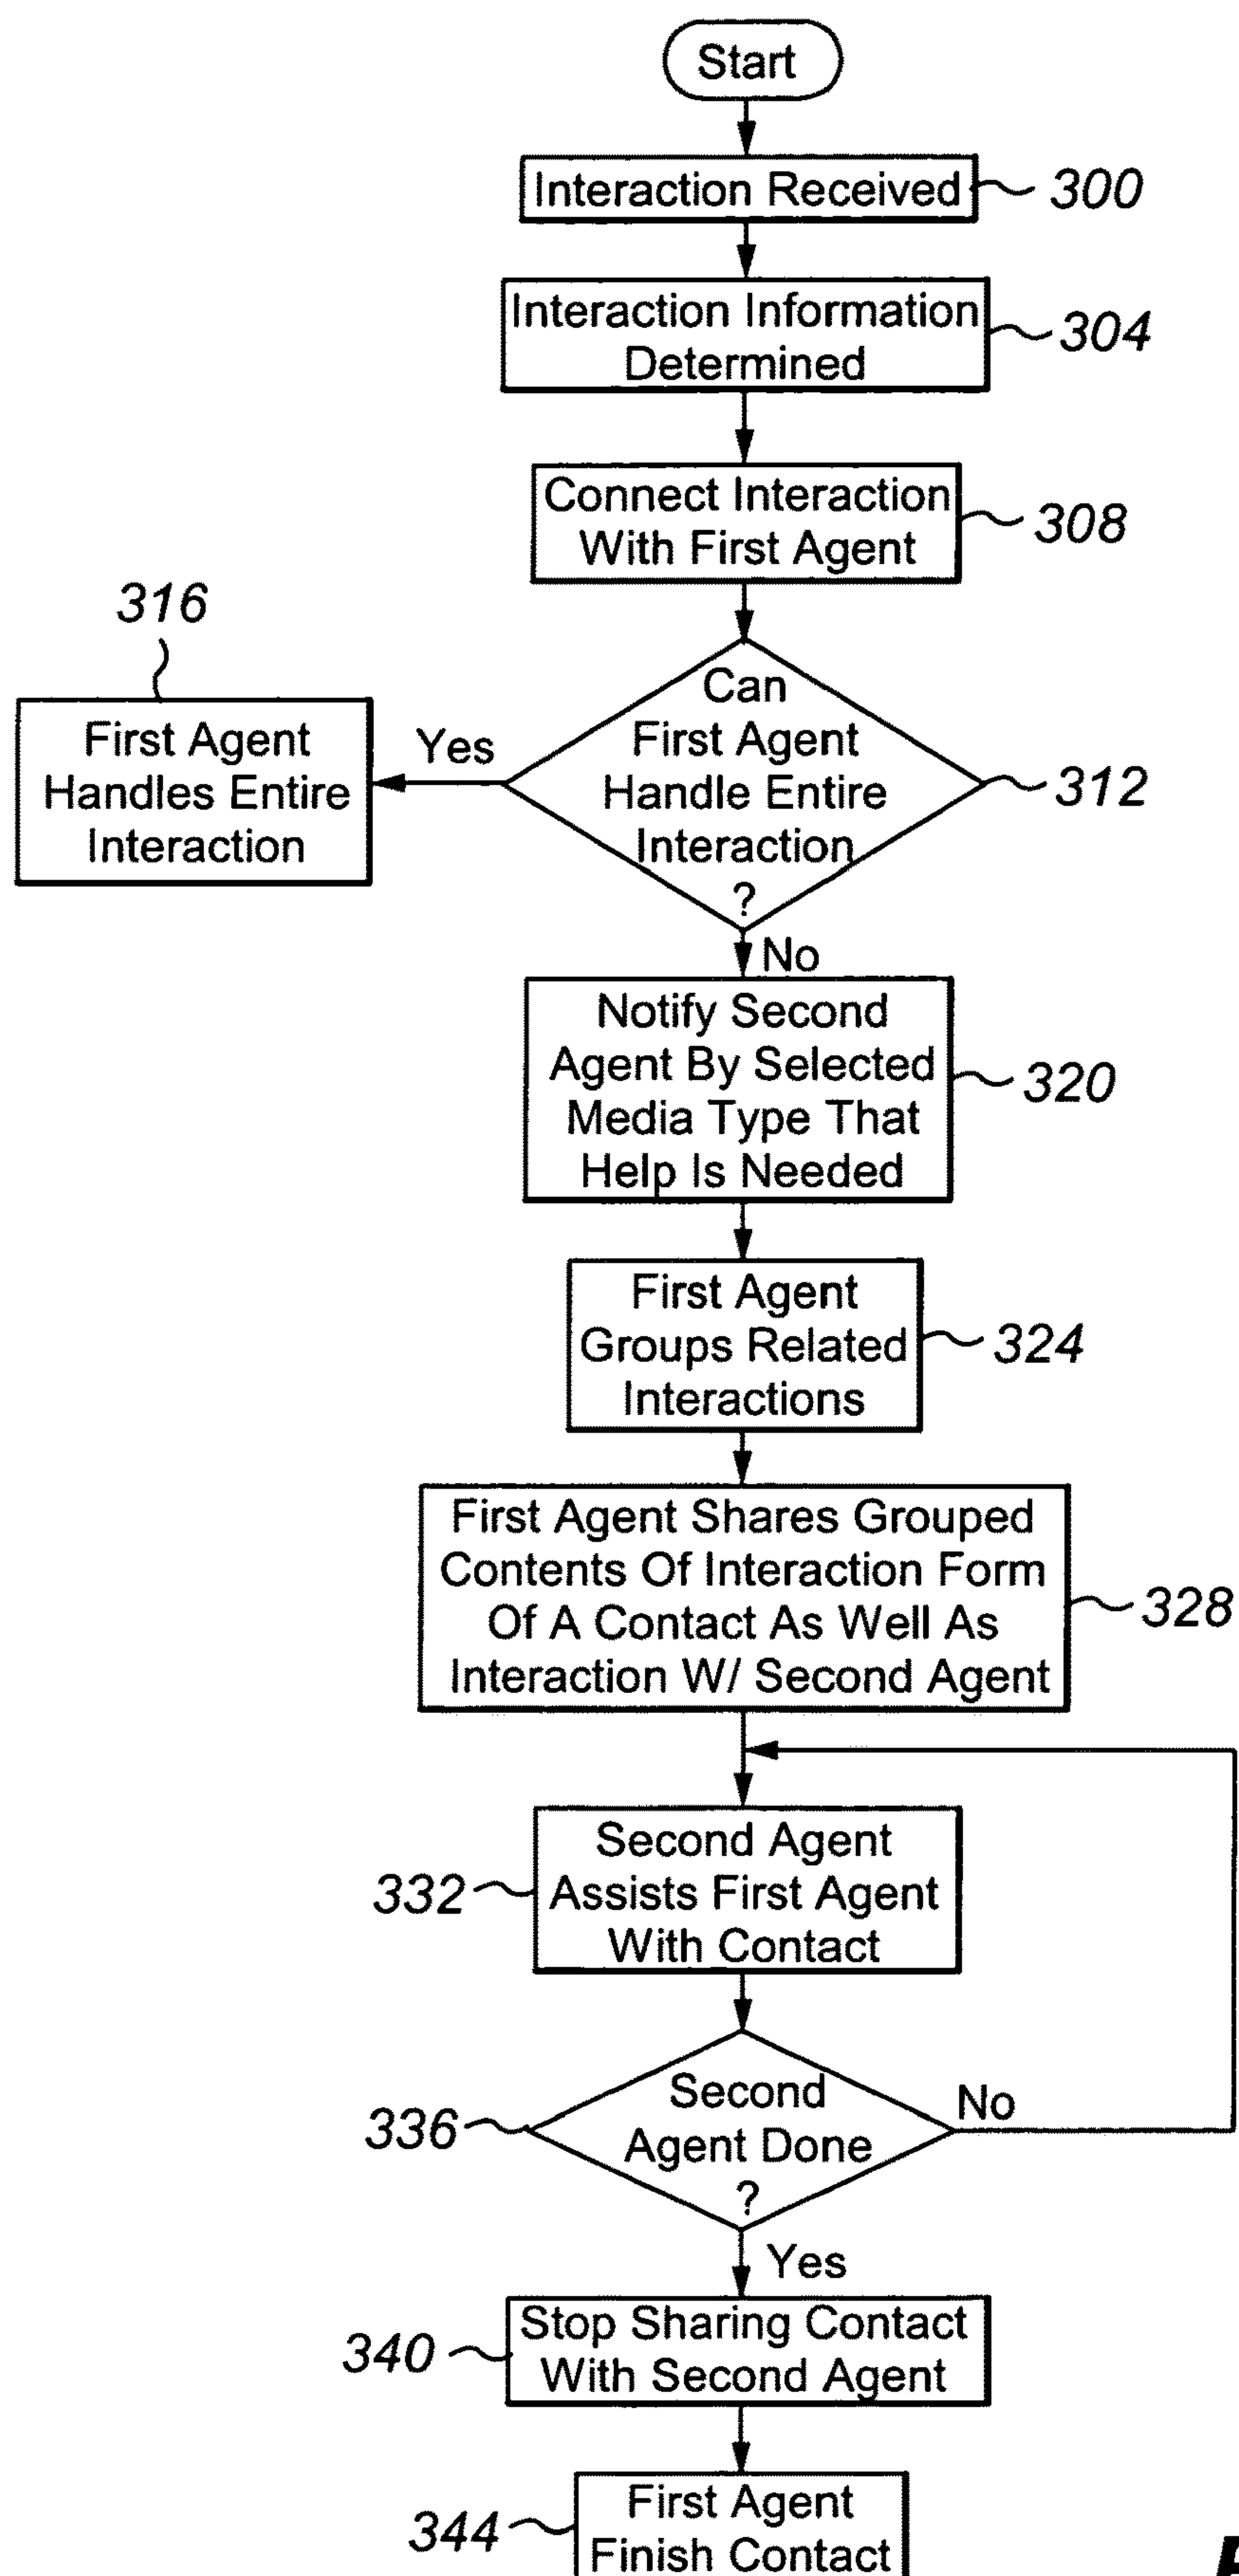 Start
Interaction Received
300
Interaction Information
Determined
304
Connect Interaction
With First Agent
308
316
First Agent
Handles Entire
Interaction
Yes
Can
First Agent
Handle Entire
Interaction
?
312
No
Notify Second
Agent By Selected
Media Type That
Help Is Needed
320
First Agent
Groups Related
Interactions
324
First Agent Shares Grouped
Contents Of Interaction Form
Of A Contact As Well As
Interaction W/ Second Agent
328
332
Second Agent
Assists First Agent
With Contact
336
Second
Agent Done
?
No
Yes
340
Stop Sharing Contact
With Second Agent
344
First Agent
Finish Contact